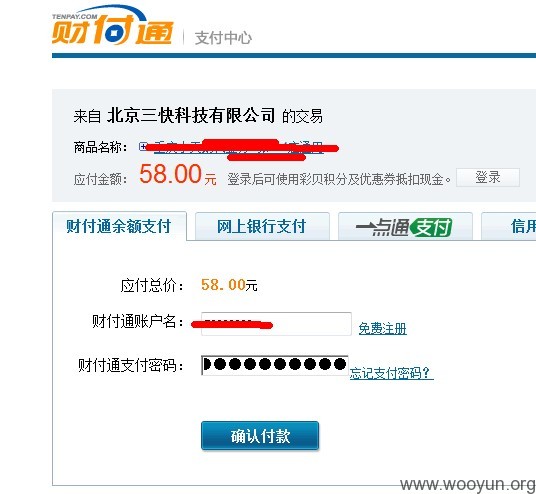 TENPAY.COM
财付通 支付中心
来自 北京三快科技有限公司 的交易
商品名称：
应付金额： 58.00 元 登录后可使用彩贝积分及优惠券抵扣现金。 登录
财付通余额支付 网上银行支付 一点通支付 信用
应付总价： 58.00元
财付通账户名： 免费注册
财付通支付密码： ●●●●●●●●●● 忘记支付密码？
确认付款
www.wooyun.org